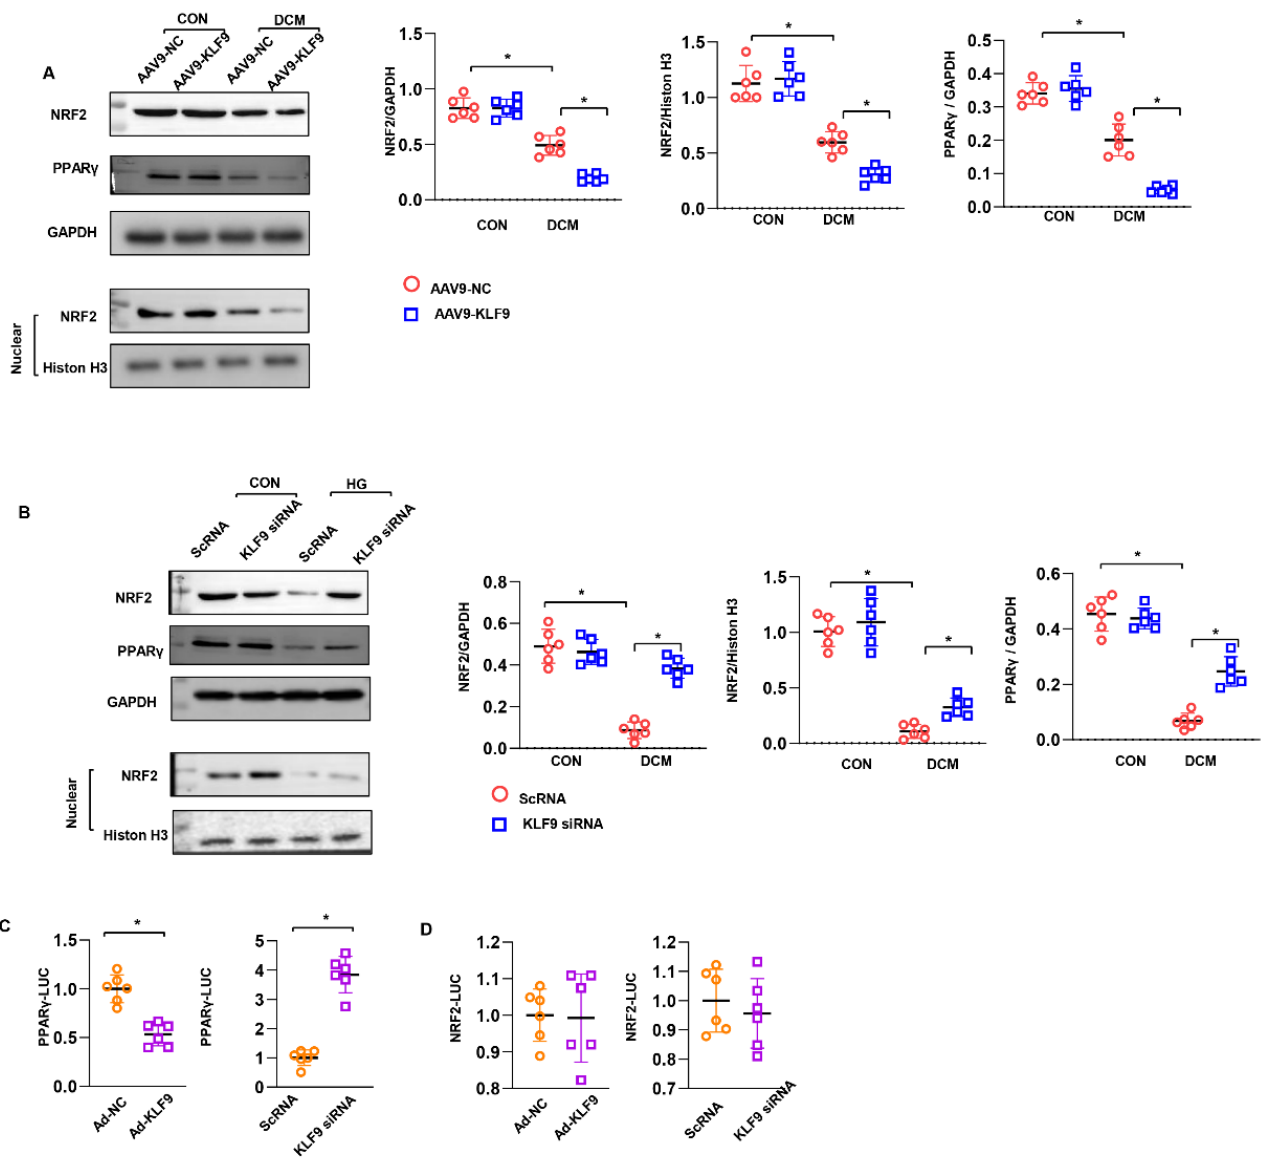 A
CON
DCM
AAV9-NC
AAV9-KLF9
AAV9-NC
AAV9-KLF9
NRF2
PPARγ
GAPDH
Nuclear
NRF2
Histon H3
NRF2/GAPDH
1.5
1.0
0.5
0.0
*
*
CON
DCM
NRF2/Histon H3
1.5
1.0
0.5
0.0
*
*
CON
DCM
PPARγ / GAPDH
0.5
0.4
0.3
0.2
0.1
0.0
*
*
CON
DCM
AAV9-NC
AAV9-KLF9
B
CON
HG
ScRNA
KLF9 siRNA
ScRNA
KLF9 siRNA
NRF2
PPARγ
GAPDH
Nuclear
NRF2
Histon H3
NRF2/GAPDH
0.8
0.6
0.4
0.2
0.0
*
*
CON
DCM
NRF2/Histon H3
1.5
1.0
0.5
0.0
*
*
CON
DCM
PPARγ / GAPDH
0.6
0.4
0.2
0.0
*
*
CON
DCM
ScRNA
KLF9 siRNA
C
PPARγ-LUC
1.5
1.0
0.5
0.0
*
Ad-NC
Ad-KLF9
PPARγ-LUC
5
4
3
2
1
0
*
ScRNA
KLF9 siRNA
D
NRF2-LUC
1.2
1.1
1.0
0.9
0.8
Ad-NC
Ad-KLF9
NRF2-LUC
1.2
1.1
1.0
0.9
0.8
0.7
ScRNA
KLF9 siRNA